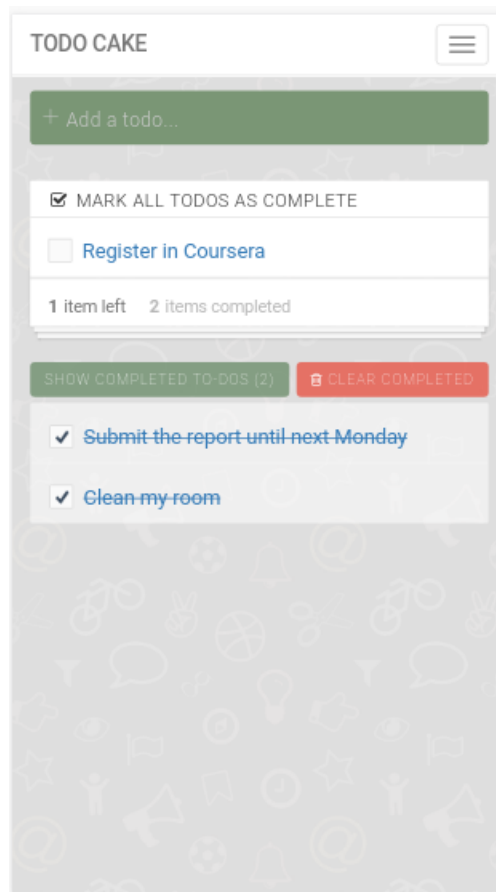 TODO CAKE
+ Add a todo...
MARK ALL TODOS AS COMPLETE
Register in Coursera
1 item left 2 items completed
SHOW COMPLETED TO-DOS (2) CLEAR COMPLETED
Submit the report until next Monday
Clean my room